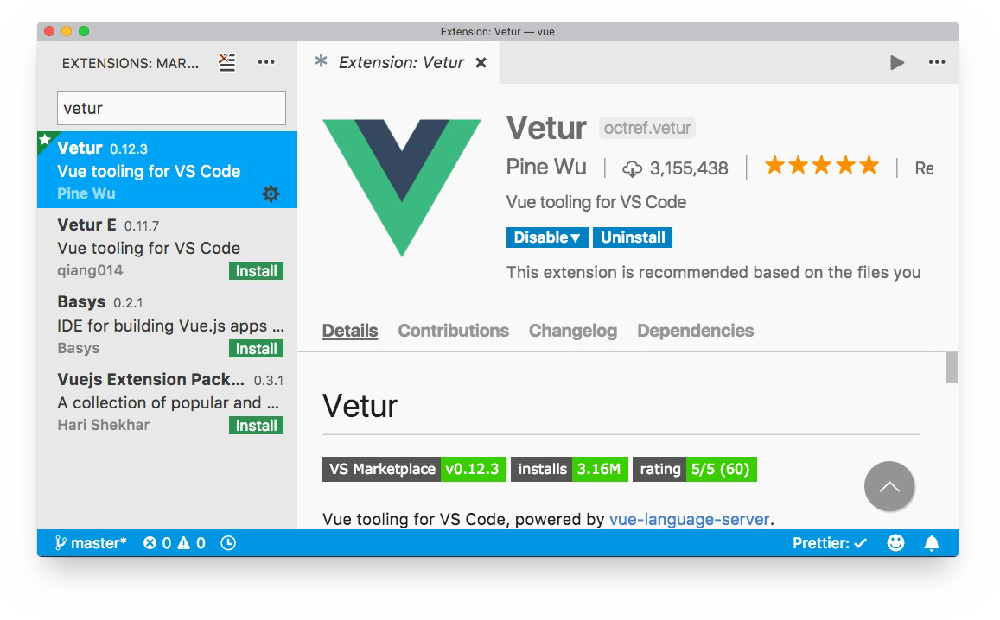 Extension: Vetur — vue
EXTENSIONS: MAR...
vetur
Vetur 0.12.3
Vue tooling for VS Code
Pine Wu
Vetur E 0.11.7
Vue tooling for VS Code
qiang014 Install
Basys 0.2.1
IDE for building Vue.js apps ...
Basys Install
Vuejs Extension Pack... 0.3.1
A collection of popular and ...
Hari Shekhar Install
Extension: Vetur
Vetur octref.vetur
Pine Wu 3,155,438 Re
Vue tooling for VS Code
Disable▼ Uninstall
This extension is recommended based on the files you
Details Contributions Changelog Dependencies
Vetur
VS Marketplace v0.12.3 installs 3.16M rating 5/5 (60)
Vue tooling for VS Code, powered by vue-language-server.
master* 0 0 Prettier: ✓